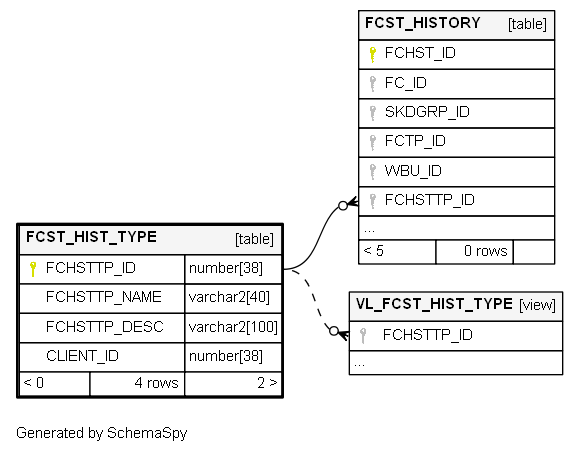 FCST_HISTORY [table]
FCHST_ID
FC_ID
SKDGRP_ID
FCTP_ID
WBU_ID
FCHSTTP_ID
...
< 5 0 rows
FCST_HIST_TYPE [table]
FCHSTTP_ID number[38]
FCHSTTP_NAME varchar2[40]
FCHSTTP_DESC varchar2[100]
CLIENT_ID number[38]
< 0 4 rows 2 >
VL_FCST_HIST_TYPE [view]
FCHSTTP_ID
...
Generated by SchemaSpy